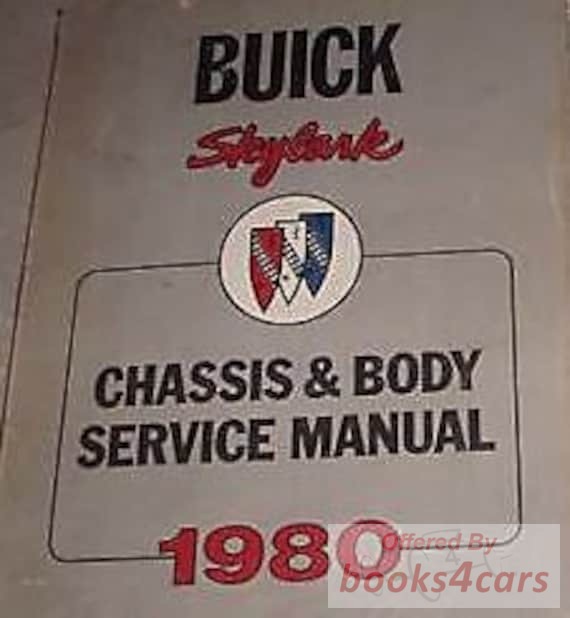 BUICK
Skylark
CHASSIS & BODY
SERVICE MANUAL
1980
Offered By
books4cars